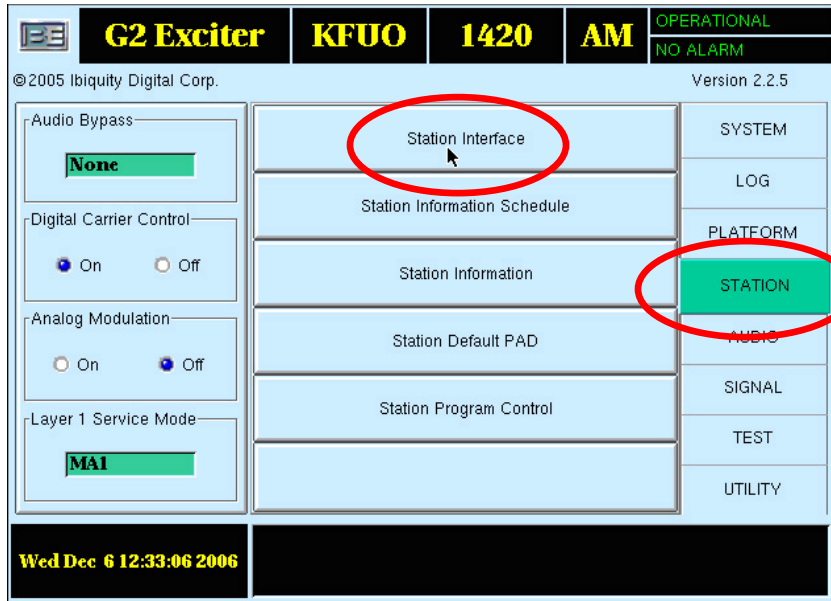 BE G2 Exciter KFUO 1420 AM OPERATIONAL
NO ALARM
©2005 Ibiquity Digital Corp. Version 2.2.5
Audio Bypass
None
Digital Carrier Control
On Off
Analog Modulation
On Off
Layer 1 Service Mode
MA1
Station Interface
Station Information Schedule
Station Information
Station Default PAD
Station Program Control
SYSTEM
LOG
PLATFORM
STATION
AUDIO
SIGNAL
TEST
UTILITY
Wed Dec 6 12:33:06 2006